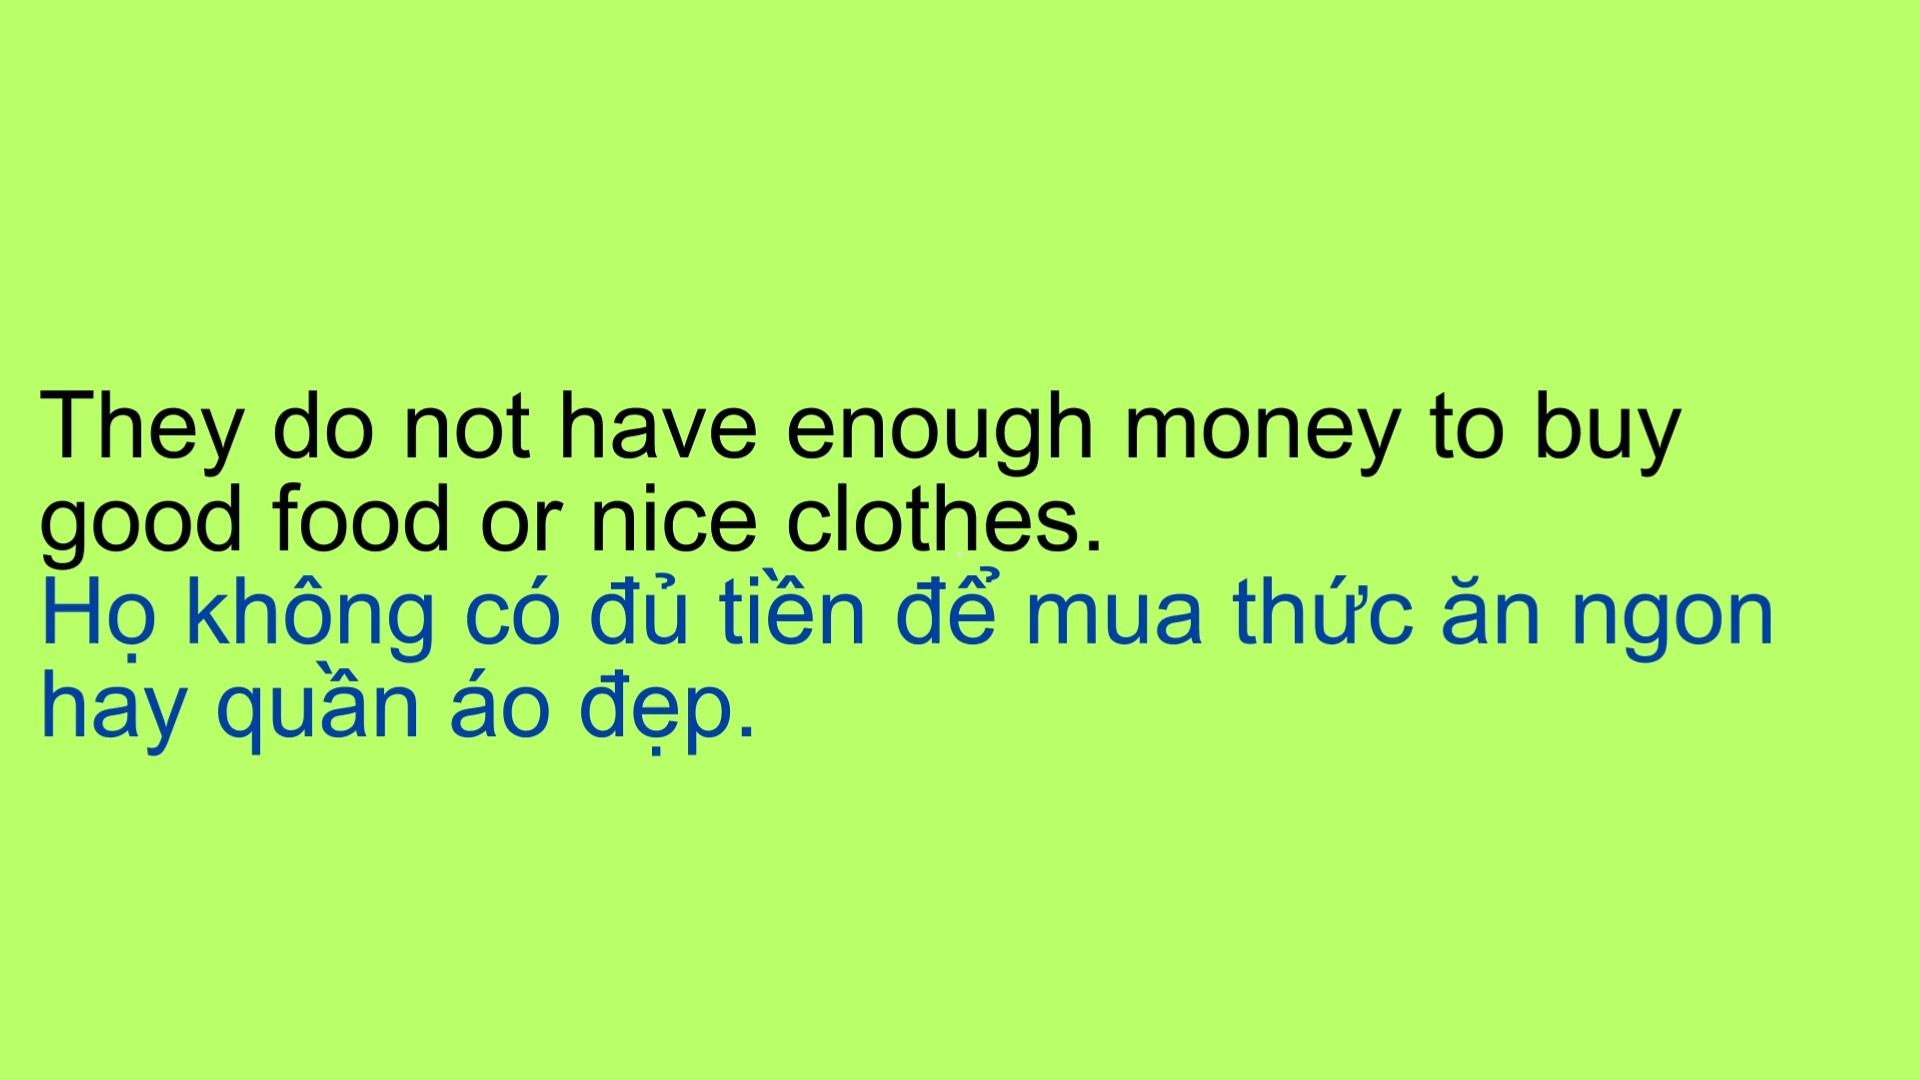 They do not have enough money to buy
good food or nice clothes.
Họ không có đủ tiền để mua thức ăn ngon
hay quần áo đẹp.